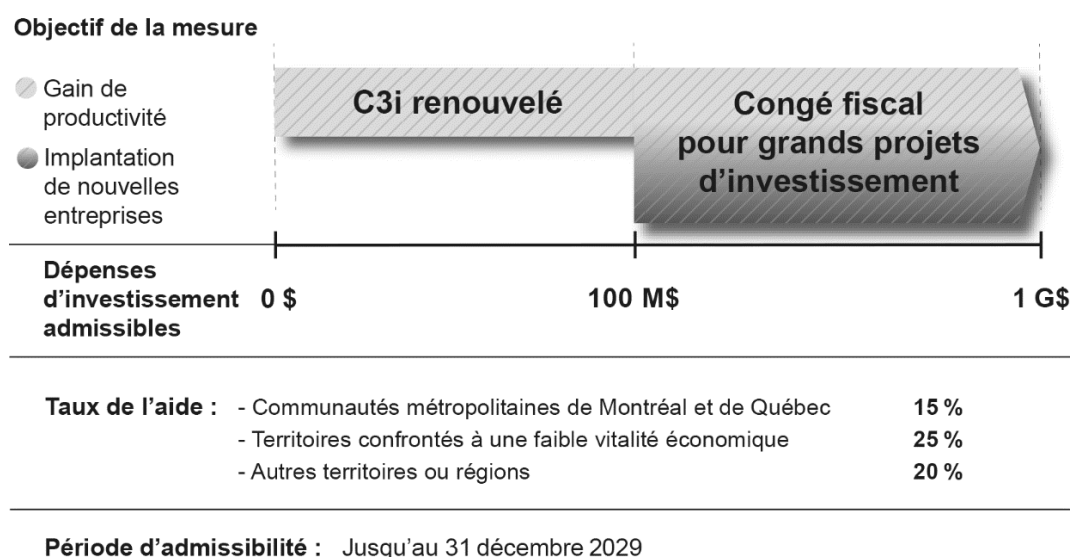 Objectif de la mesure
Gain de
productivité
Implantation
de nouvelles
entreprises
C3i renouvelé
Congé fiscal
pour grands projets
d’investissement
Dépenses
d’investissement
admissibles
0 $
100 M$
1 G$
Taux de l’aide : - Communautés métropolitaines de Montréal et de Québec 15 %
- Territoires confrontés à une faible vitalité économique 25 %
- Autres territoires ou régions 20 %
Période d’admissibilité : Jusqu’au 31 décembre 2029